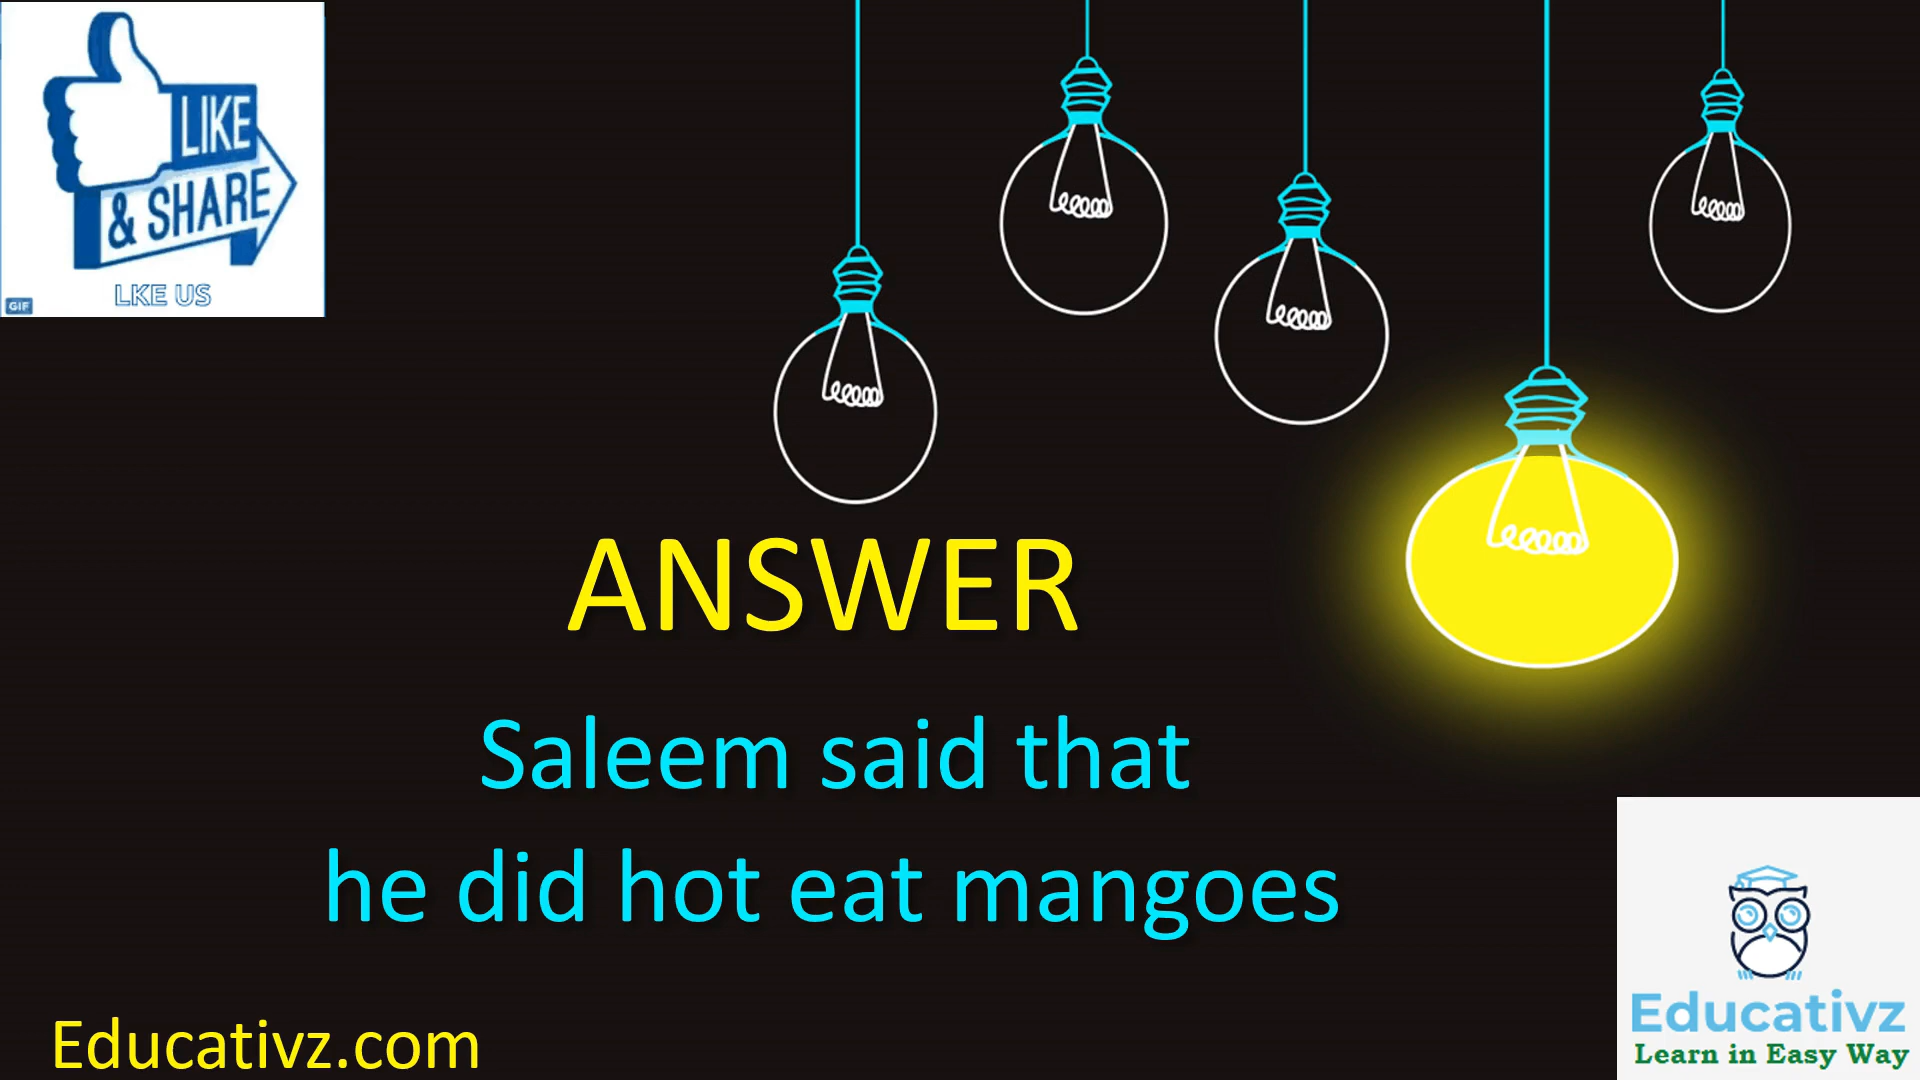 LIKE
& SHARE
LKE US
GIF
ANSWER
Saleem said that
he did hot eat mangoes
Educativz.com
Educativz
Learn in Easy Way